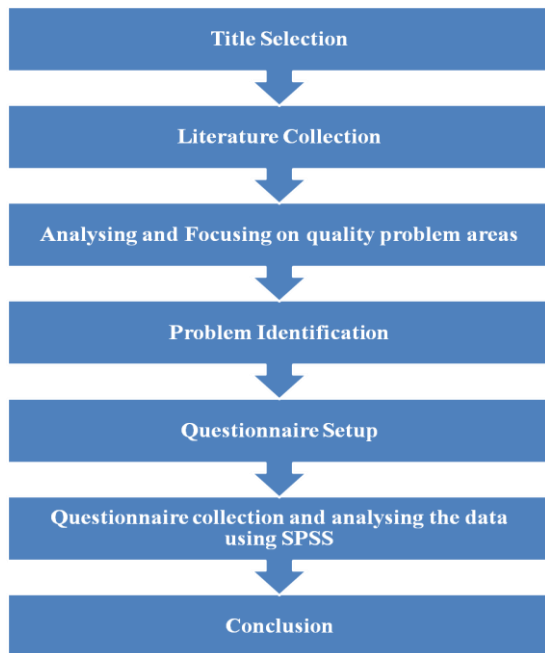 Title Selection
Literature Collection
Analysing and Focusing on quality problem areas
Problem Identification
Questionnaire Setup
Questionnaire collection and analysing the data
using SPSS
Conclusion